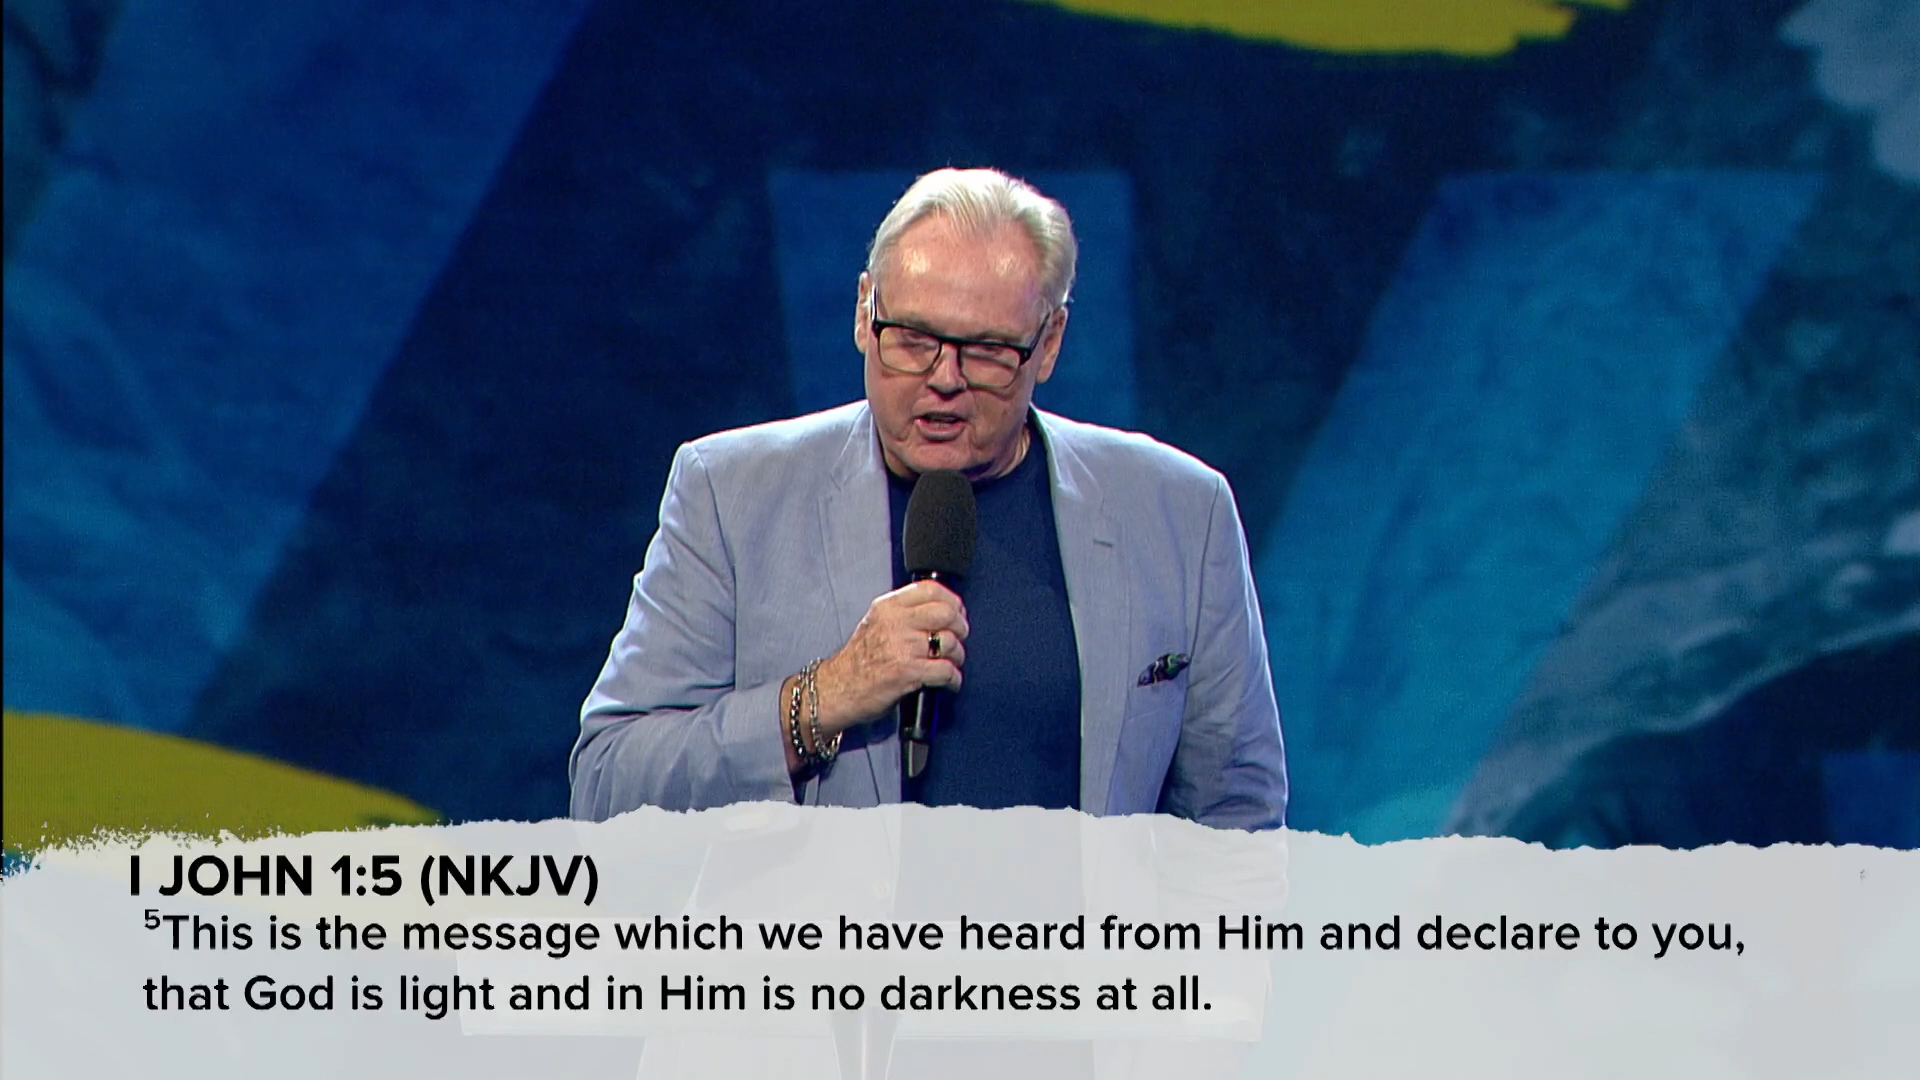 I JOHN 1:5 (NKJV)
⁵This is the message which we have heard from Him and declare to you,
that God is light and in Him is no darkness at all.